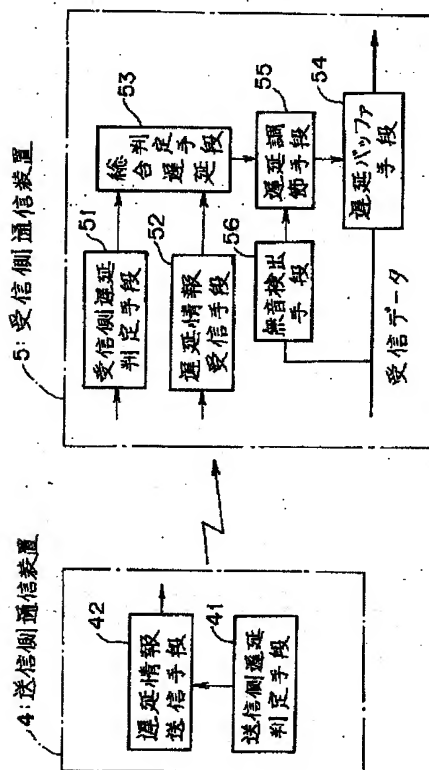 4:送信側通信装置
42
遅延情報
送信手段
41
送信側遅延
判定手段
5:受信側通信装置
51
受信側遅延
判定手段
52
遅延情報
受信手段
53
総合遅延
判定手段
56
無音検出
手段
55
遅延調
節手段
54
遅延バッファ
手段
受信データ